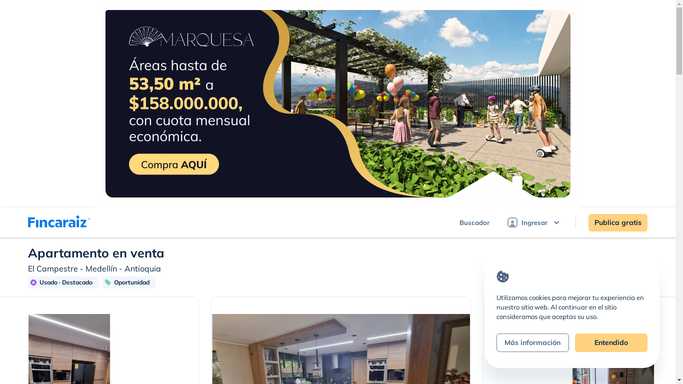 MARQUESA
Áreas hasta de
53,50 m² a
$158.000.000,
con cuota mensual
económica.
Compra AQUÍ
Fincaraiz
Buscador
Ingresar
Publica gratis
Apartamento en venta
El Campestre - Medellín - Antioquia
Usado · Destacado
Oportunidad
Utilizamos cookies para mejorar tu experiencia en
nuestro sitio web. Al continuar en el sitio
consideramos que aceptas su uso.
Más información
Entendido